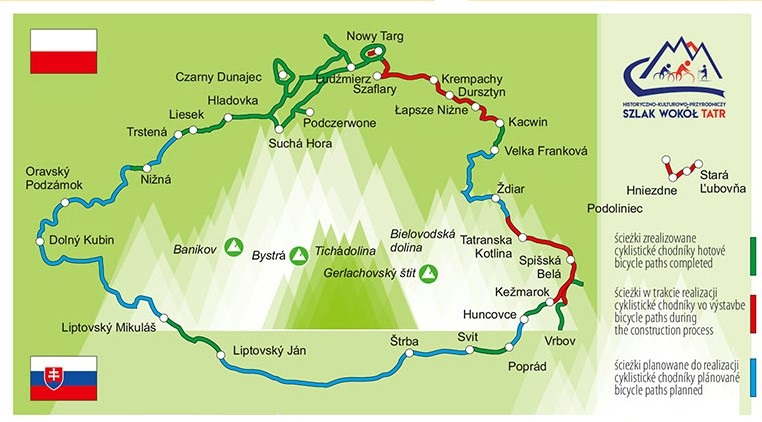 Nowy Targ
Czarny Dunajec
Ludźmierz
Szaflary
Krempachy
Dursztyn
Hladovka
Łapsze Niżne
Liesek
Podczerwone
Kacwin
Trstená
Suchá Hora
Velka Franková
HISTORYCZNO-KULTUROWO-PRZYRODNICZY
SZLAK WOKÓŁ TATR
Oravský
Podzámok
Nižná
Ždiar
Hniezdne
Stará
Ľubovňa
Podoliniec
Dolný Kubin
Banikov
Bystrá
Tichádolina
Bielovodská
dolina
Gerlachovský štit
Tatranska
Kotlina
Spišská
Belá
Kežmarok
Huncovce
Vrbov
Liptovský Mikuláš
Liptovský Ján
Štrba
Svit
Poprád
ścieżki zrealizowane
cyklistické chodníky hotové
bicycle paths completed
ścieżki w trakcie realizacji
cyklistické chodníky vo výstavbe
bicycle paths during
the construction process
ścieżki planowane do realizacji
cyklistické chodníky plánované
bicycle paths planned